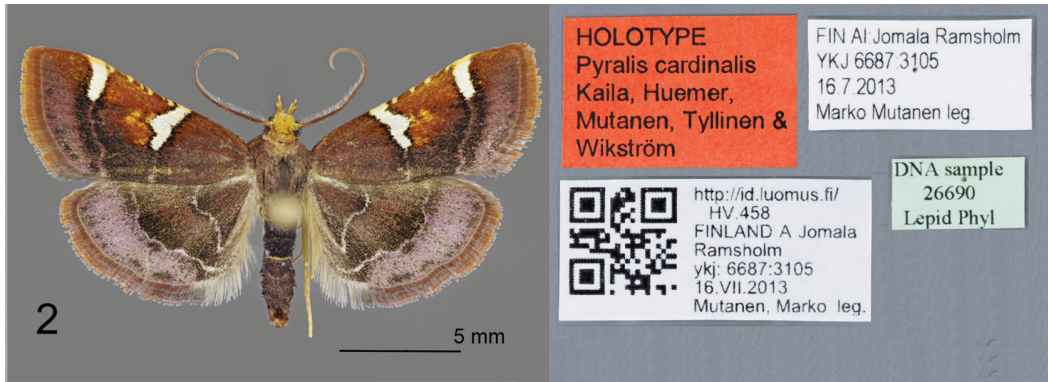 2
5 mm
HOLOTYPE
Pyralis cardinalis
Kaila, Huemer,
Mutanen, Tyllinen &
Wikström
FIN Al:Jomala Ramsholm
YKJ 6687:3105
16.7.2013
Marko Mutanen leg.
http://id.luomus.fi/
HV.458
FINLAND A Jomala
Ramsholm
ykj: 6687:3105
16.VII.2013
Mutanen, Marko leg.
DNA sample
26690
Lepid Phyl